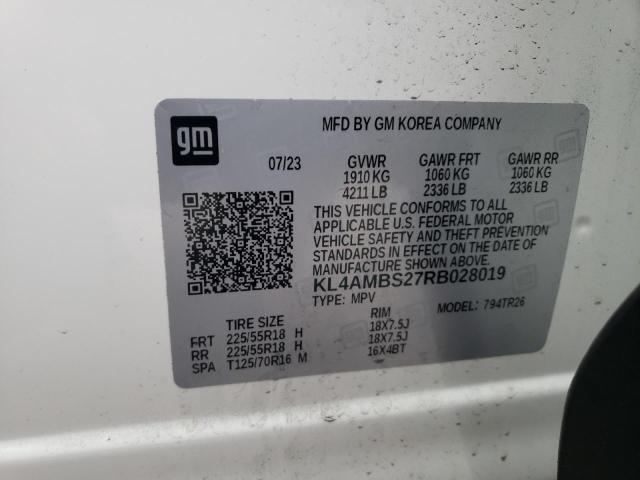 gm
MFD BY GM KOREA COMPANY
07/23 GVWR GAWR FRT GAWR RR
1910 KG 1060 KG 1060 KG
4211 LB 2336 LB 2336 LB
THIS VEHICLE CONFORMS TO ALL
APPLICABLE U.S. FEDERAL MOTOR
VEHICLE SAFETY AND THEFT PREVENTION
STANDARDS IN EFFECT ON THE DATE OF
MANUFACTURE SHOWN ABOVE.
KL4AMBS27RB028019
TYPE: MPV MODEL: 794TR26
TIRE SIZE RIM
FRT 225/55R18 H 18X7.5J
RR 225/55R18 H 18X7.5J
SPA T125/70R16 M 16X4BT